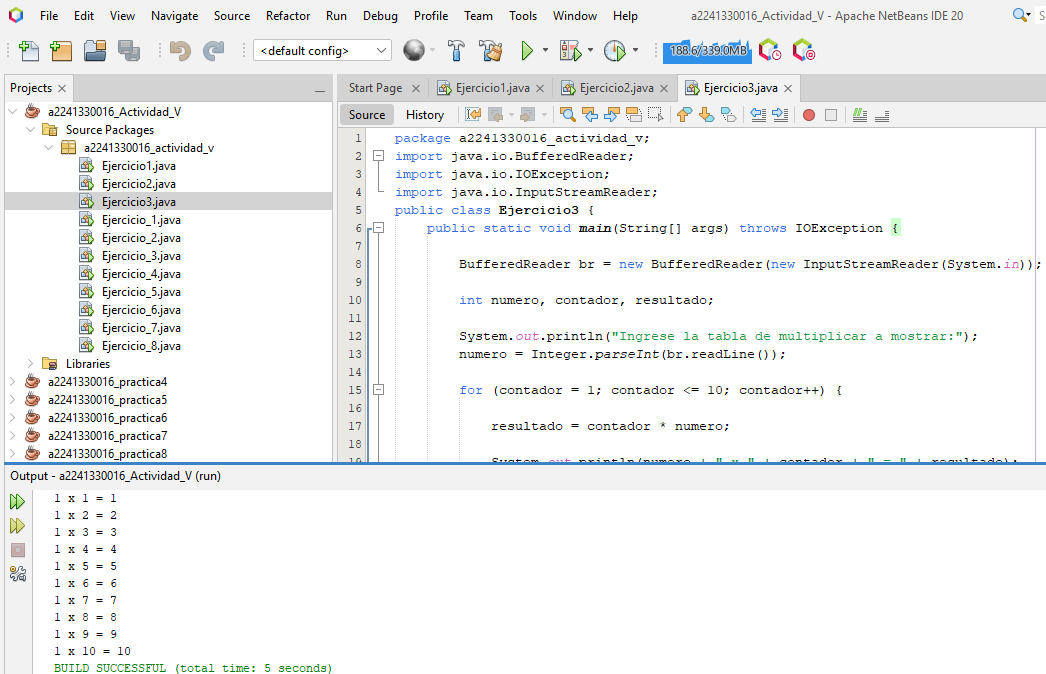 File Edit View Navigate Source Refactor Run Debug Profile Team Tools Window Help a2241330016_Actividad_V - Apache NetBeans IDE 20
<default config> 188.6/339.0MB
Projects
a2241330016_Actividad_V
Source Packages
a2241330016_actividad_v
Ejercicio1.java
Ejercicio2.java
Ejercicio3.java
Ejercicio_1.java
Ejercicio_2.java
Ejercicio_3.java
Ejercicio_4.java
Ejercicio_5.java
Ejercicio_6.java
Ejercicio_7.java
Ejercicio_8.java
Libraries
a2241330016_practica4
a2241330016_practica5
a2241330016_practica6
a2241330016_practica7
a2241330016_practica8
Start Page Ejercicio1.java Ejercicio2.java Ejercicio3.java
Source History
1 package a2241330016_actividad_v;
2 import java.io.BufferedReader;
3 import java.io.IOException;
4 import java.io.InputStreamReader;
5 public class Ejercicio3 {
6 public static void main(String[] args) throws IOException {
7
8 BufferedReader br = new BufferedReader(new InputStreamReader(System.in));
9
10 int numero, contador, resultado;
11
12 System.out.println("Ingrese la tabla de multiplicar a mostrar:");
13 numero = Integer.parseInt(br.readLine());
14
15 for (contador = 1; contador <= 10; contador++) {
16
17 resultado = contador * numero;
18
19 System.out.println(numero + " x " + contador + " = " + resultado);
Output - a2241330016_Actividad_V (run)
1 x 1 = 1
1 x 2 = 2
1 x 3 = 3
1 x 4 = 4
1 x 5 = 5
1 x 6 = 6
1 x 7 = 7
1 x 8 = 8
1 x 9 = 9
1 x 10 = 10
BUILD SUCCESSFUL (total time: 5 seconds)